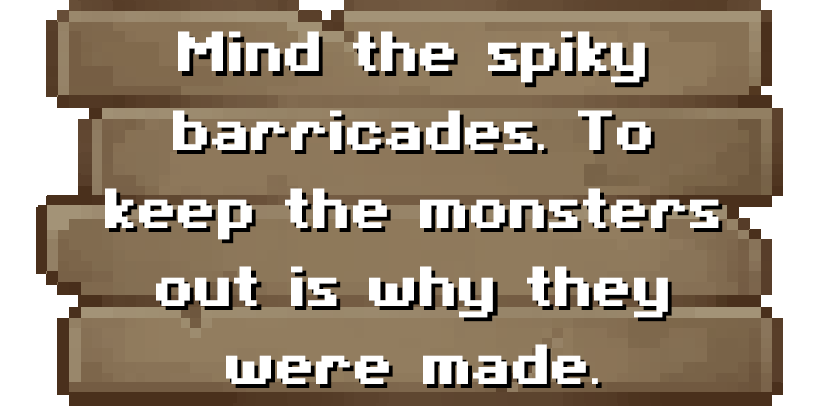 Mind the spiky
barricades. To
keep the monsters
out is why they
were made.